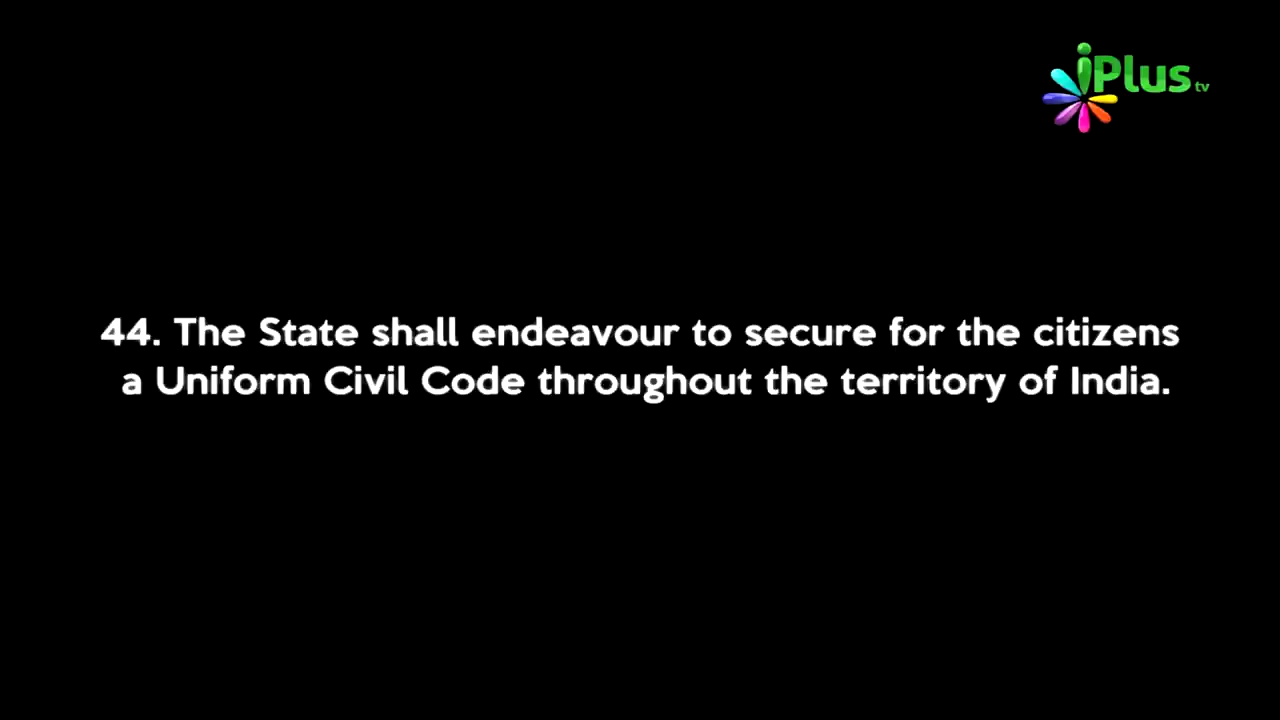 iPlus tv
44. The State shall endeavour to secure for the citizens
a Uniform Civil Code throughout the territory of India.